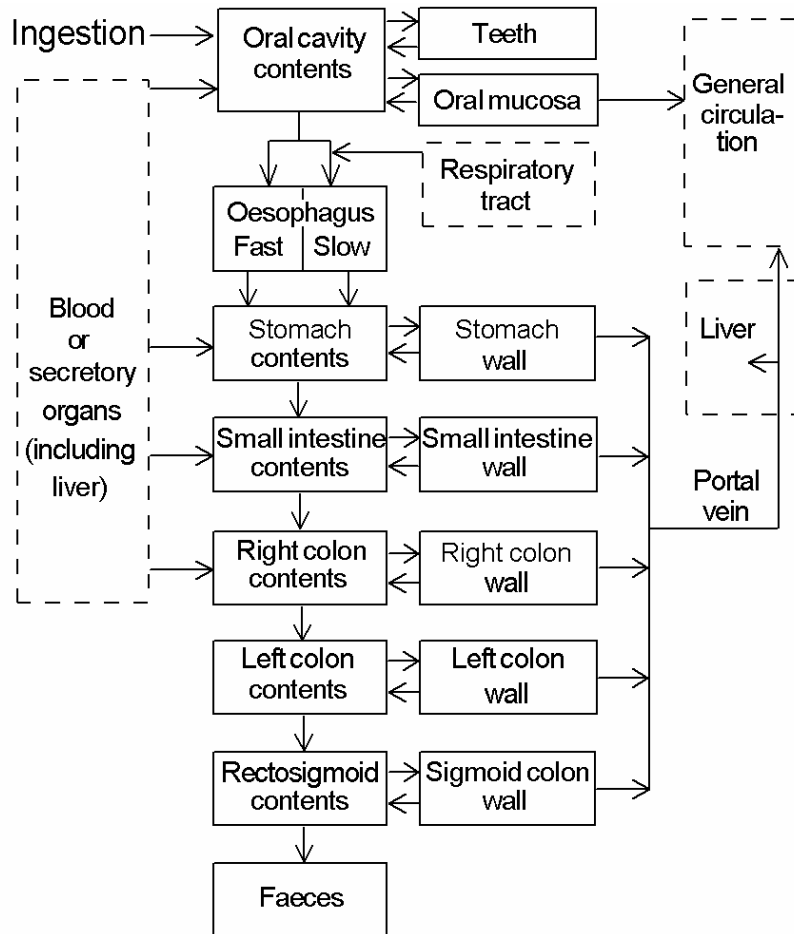 Ingestion
Oral cavity
contents
Teeth
Oral mucosa
General
circula-
tion
Respiratory
tract
Oesophagus
Fast Slow
Blood
or
secretory
organs
(including
liver)
Stomach
contents
Stomach
wall
Liver
Small intestine
contents
Small intestine
wall
Portal
vein
Right colon
contents
Right colon
wall
Left colon
contents
Left colon
wall
Rectosigmoid
contents
Sigmoid colon
wall
Faeces